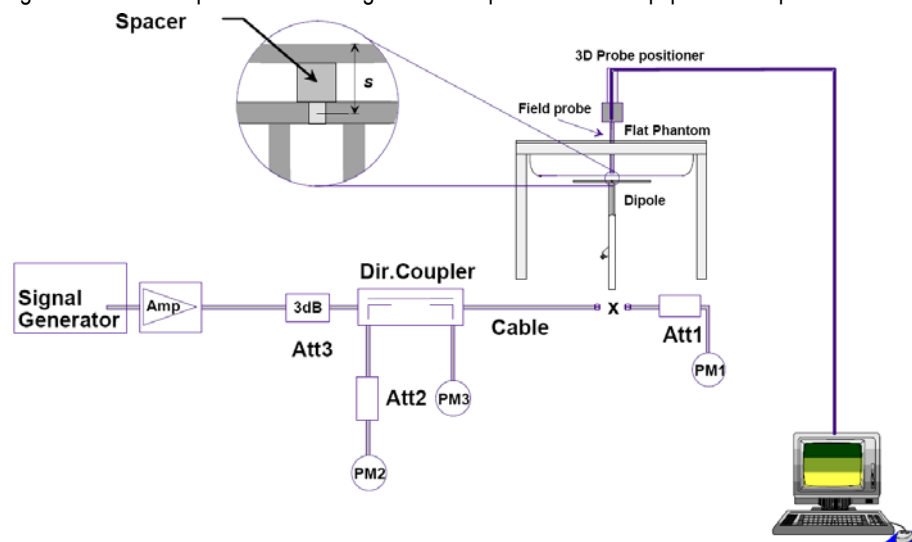 Spacer
s
3D Probe positioner
Field probe
Flat Phantom
Dipole
Dir.Coupler
Signal
Generator
Amp
3dB
Cable
X
Att3
Att1
PM1
Att2
PM3
PM2